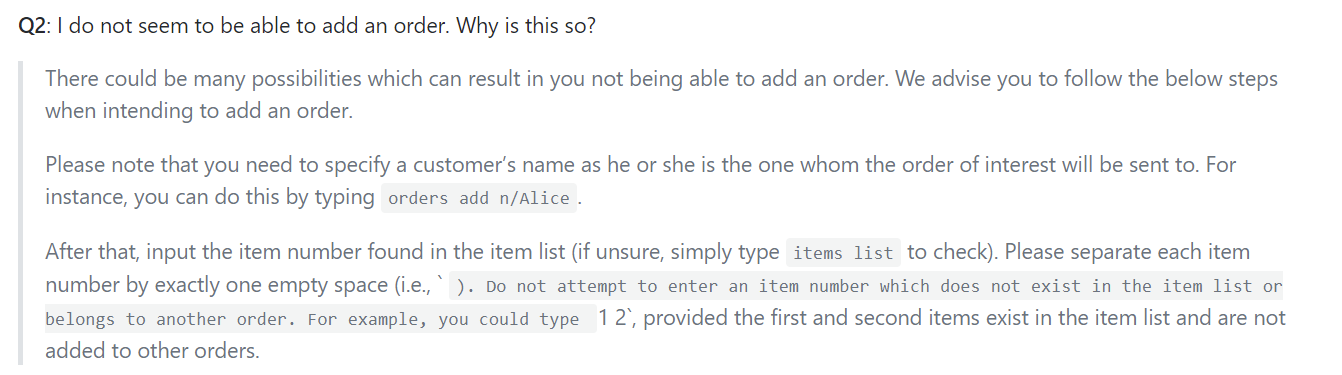 Q2: I do not seem to be able to add an order. Why is this so?
There could be many possibilities which can result in you not being able to add an order. We advise you to follow the below steps
when intending to add an order.
Please note that you need to specify a customer’s name as he or she is the one whom the order of interest will be sent to. For
instance, you can do this by typing orders add n/Alice .
After that, input the item number found in the item list (if unsure, simply type items list to check). Please separate each item
number by exactly one empty space (i.e., ` ). Do not attempt to enter an item number which does not exist in the item list or
belongs to another order. For example, you could type 1 2`, provided the first and second items exist in the item list and are not
added to other orders.